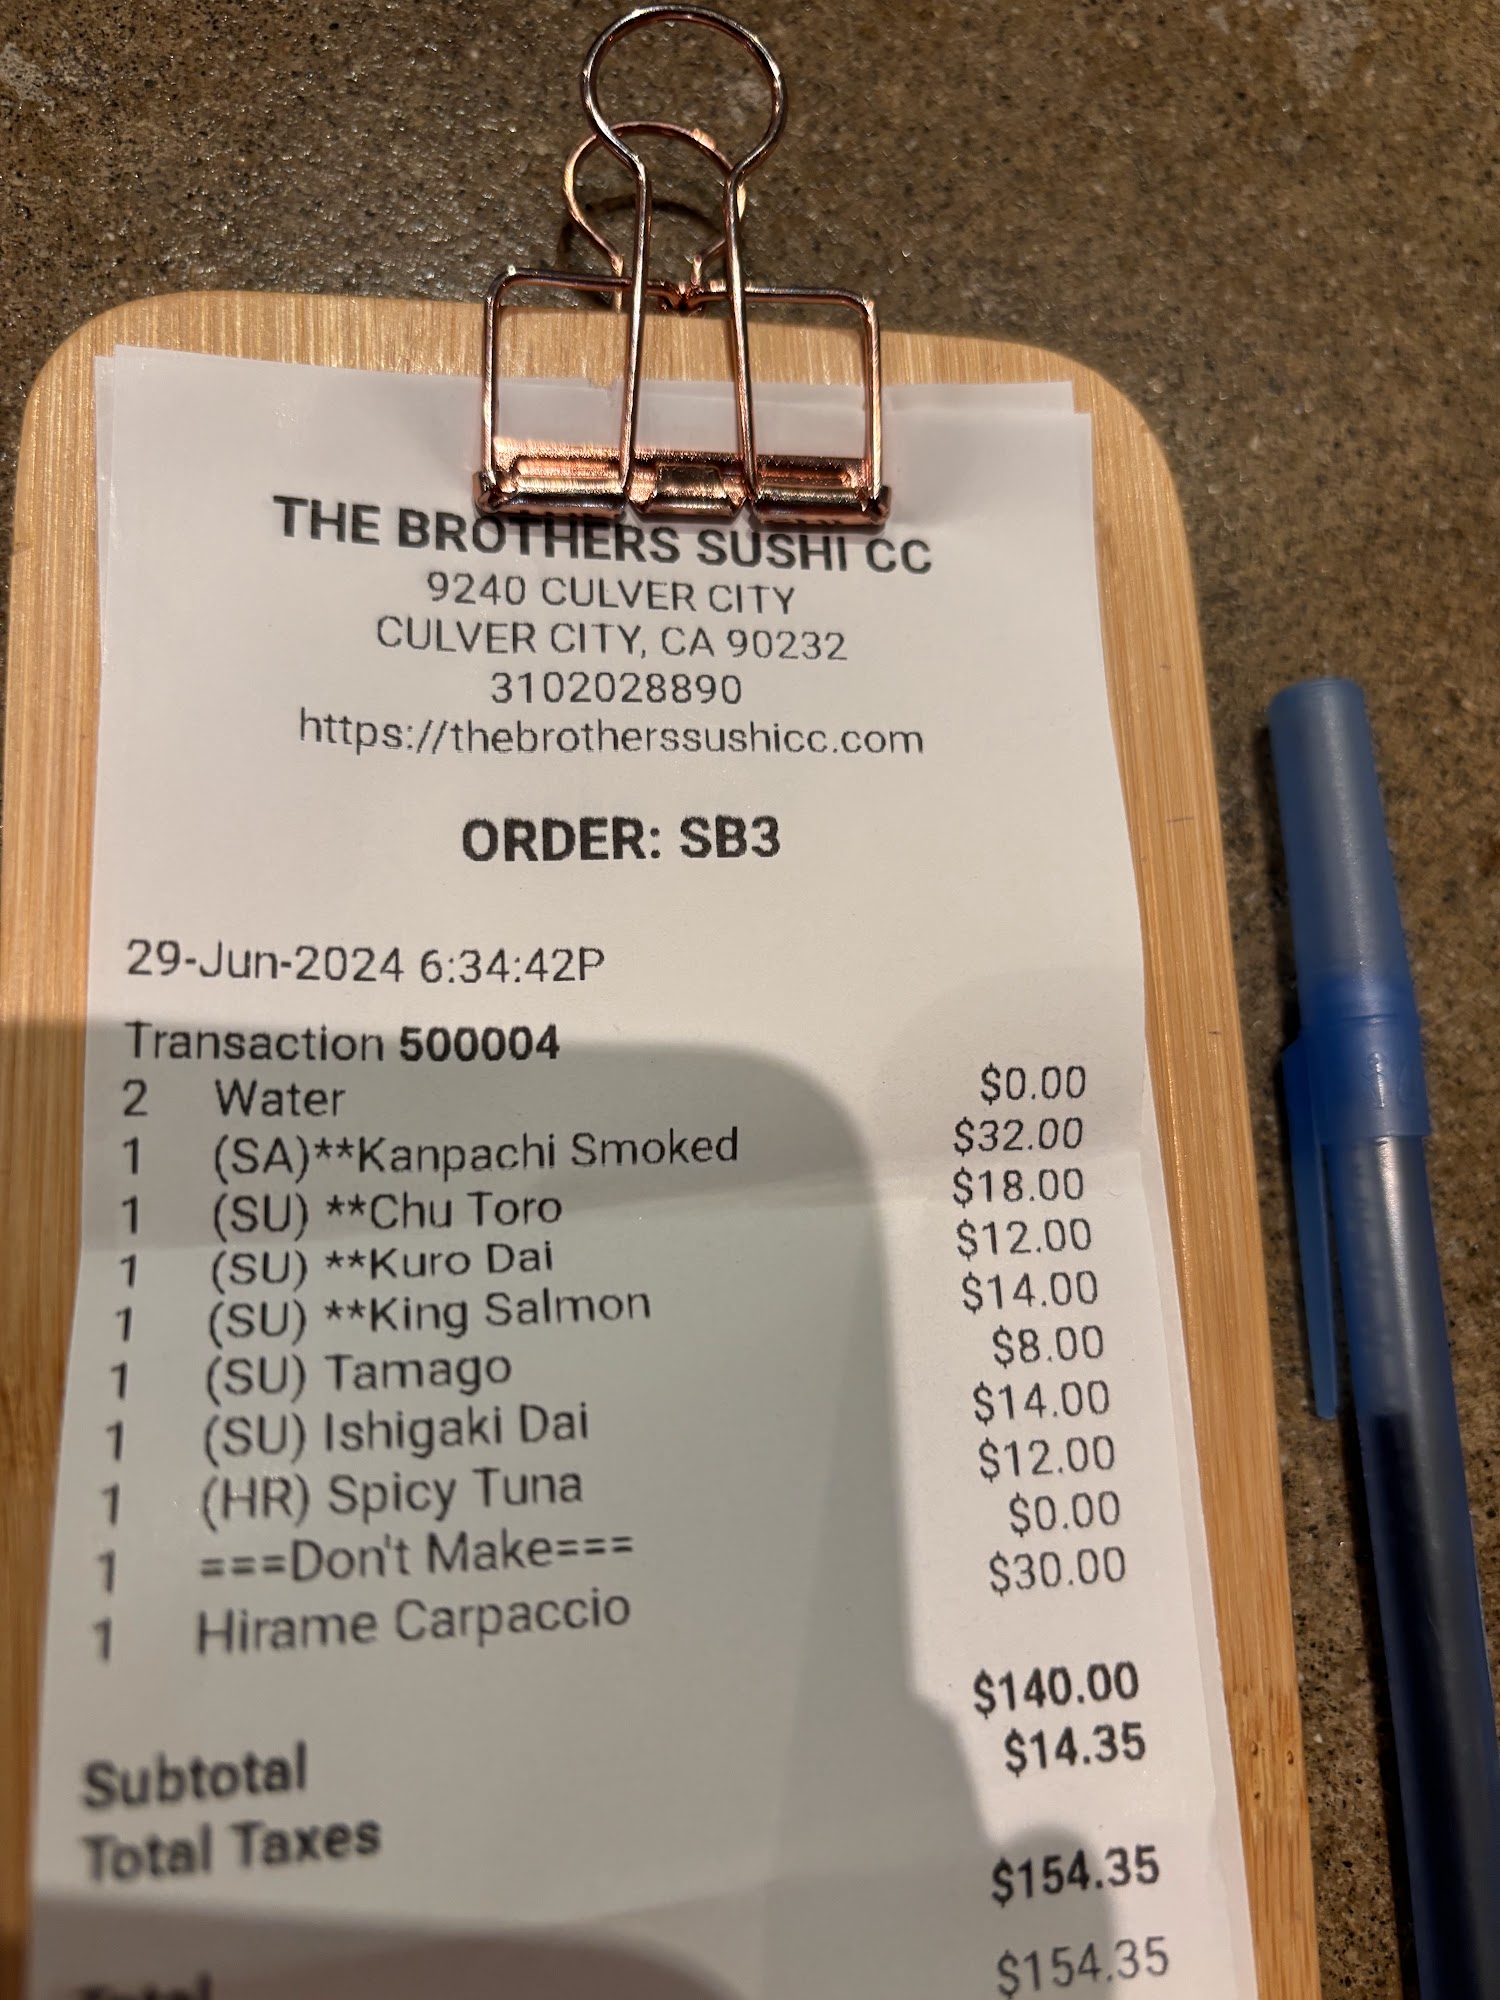 THE BROTHERS SUSHI CC
9240 CULVER CITY
CULVER CITY, CA 90232
3102028890
https://thebrotherssushicc.com
ORDER: SB3
29-Jun-2024 6:34:42P
Transaction 500004
2 Water $0.00
1 (SA)**Kanpachi Smoked $32.00
1 (SU) **Chu Toro $18.00
1 (SU) **Kuro Dai $12.00
1 (SU) **King Salmon $14.00
1 (SU) Tamago $8.00
1 (SU) Ishigaki Dai $14.00
1 (HR) Spicy Tuna $12.00
1 ===Don't Make=== $0.00
1 Hirame Carpaccio $30.00
Subtotal $140.00
Total Taxes $14.35
$154.35
Total $154.35